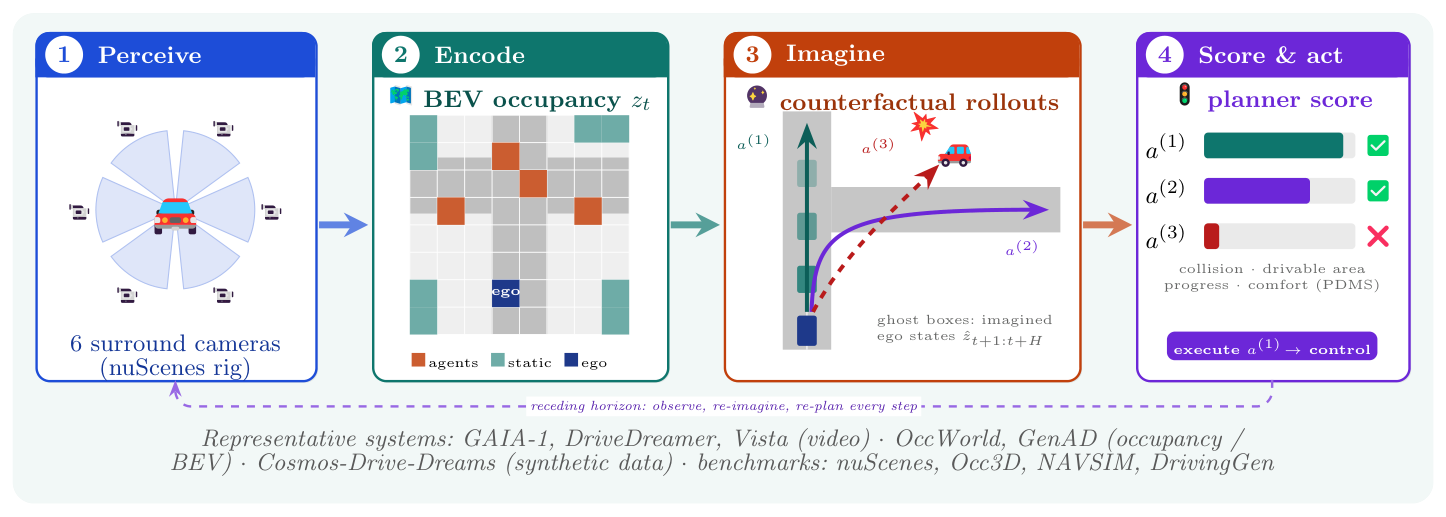 1 Perceive
6 surround cameras
(nuScenes rig)
2 Encode
BEV occupancy z_t
ego
agents static ego
3 Imagine
counterfactual rollouts
a^(1)
a^(3)
a^(2)
ghost boxes: imagined
ego states ẑ_{t+1:t+H}
4 Score & act
planner score
a^(1)
a^(2)
a^(3)
collision · drivable area
progress · comfort (PDMS)
execute a^(1) → control
receding horizon: observe, re-imagine, re-plan every step
Representative systems: GAIA-1, DriveDreamer, Vista (video) · OccWorld, GenAD (occupancy /
BEV) · Cosmos-Drive-Dreams (synthetic data) · benchmarks: nuScenes, Occ3D, NAVSIM, DrivingGen